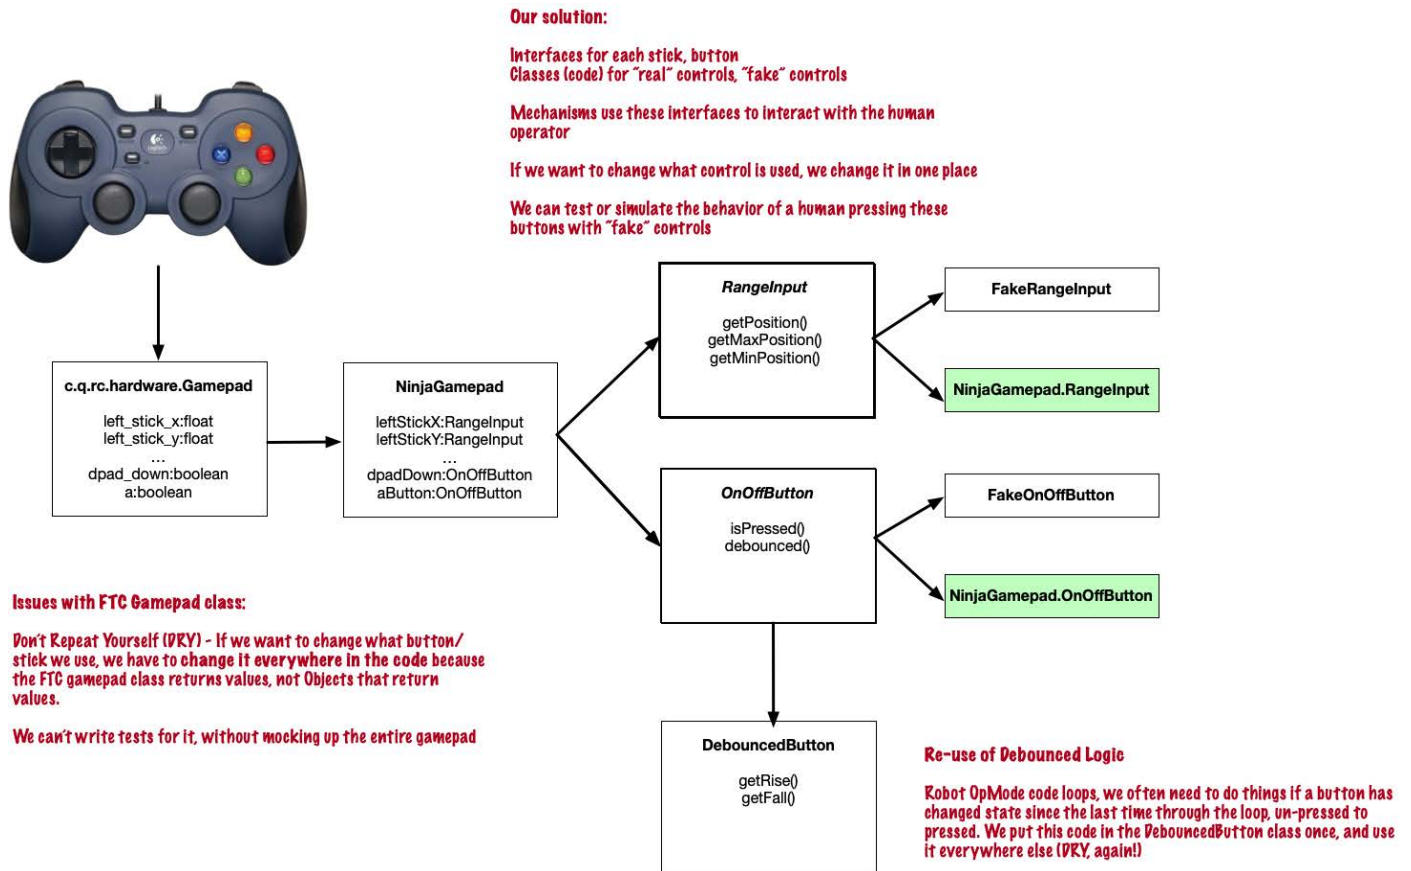 Our solution:
Interfaces for each stick, button
Classes (code) for "real" controls, "fake" controls
Mechanisms use these interfaces to interact with the human
operator
If we want to change what control is used, we change it in one place
We can test or simulate the behavior of a human pressing these
buttons with "fake" controls
c.q.rc.hardware.Gamepad
left_stick_x:float
left_stick_y:float
...
dpad_down:boolean
a:boolean
NinjaGamepad
leftStickX:RangeInput
leftStickY:RangeInput
...
dpadDown:OnOffButton
aButton:OnOffButton
RangeInput
getPosition()
getMaxPosition()
getMinPosition()
FakeRangeInput
NinjaGamepad.RangeInput
OnOffButton
isPressed()
debounced()
FakeOnOffButton
NinjaGamepad.OnOffButton
Issues with FTC Gamepad class:
Don't Repeat Yourself (DRY) - If we want to change what button/
stick we use, we have to change it everywhere in the code because
the FTC gamepad class returns values, not Objects that return
values.
We can't write tests for it, without mocking up the entire gamepad
DebouncedButton
getRise()
getFall()
Re-use of Debounced Logic
Robot OpMode code loops, we often need to do things if a button has
changed state since the last time through the loop, un-pressed to
pressed. We put this code in the DebouncedButton class once, and use
it everywhere else (DRY, again!)